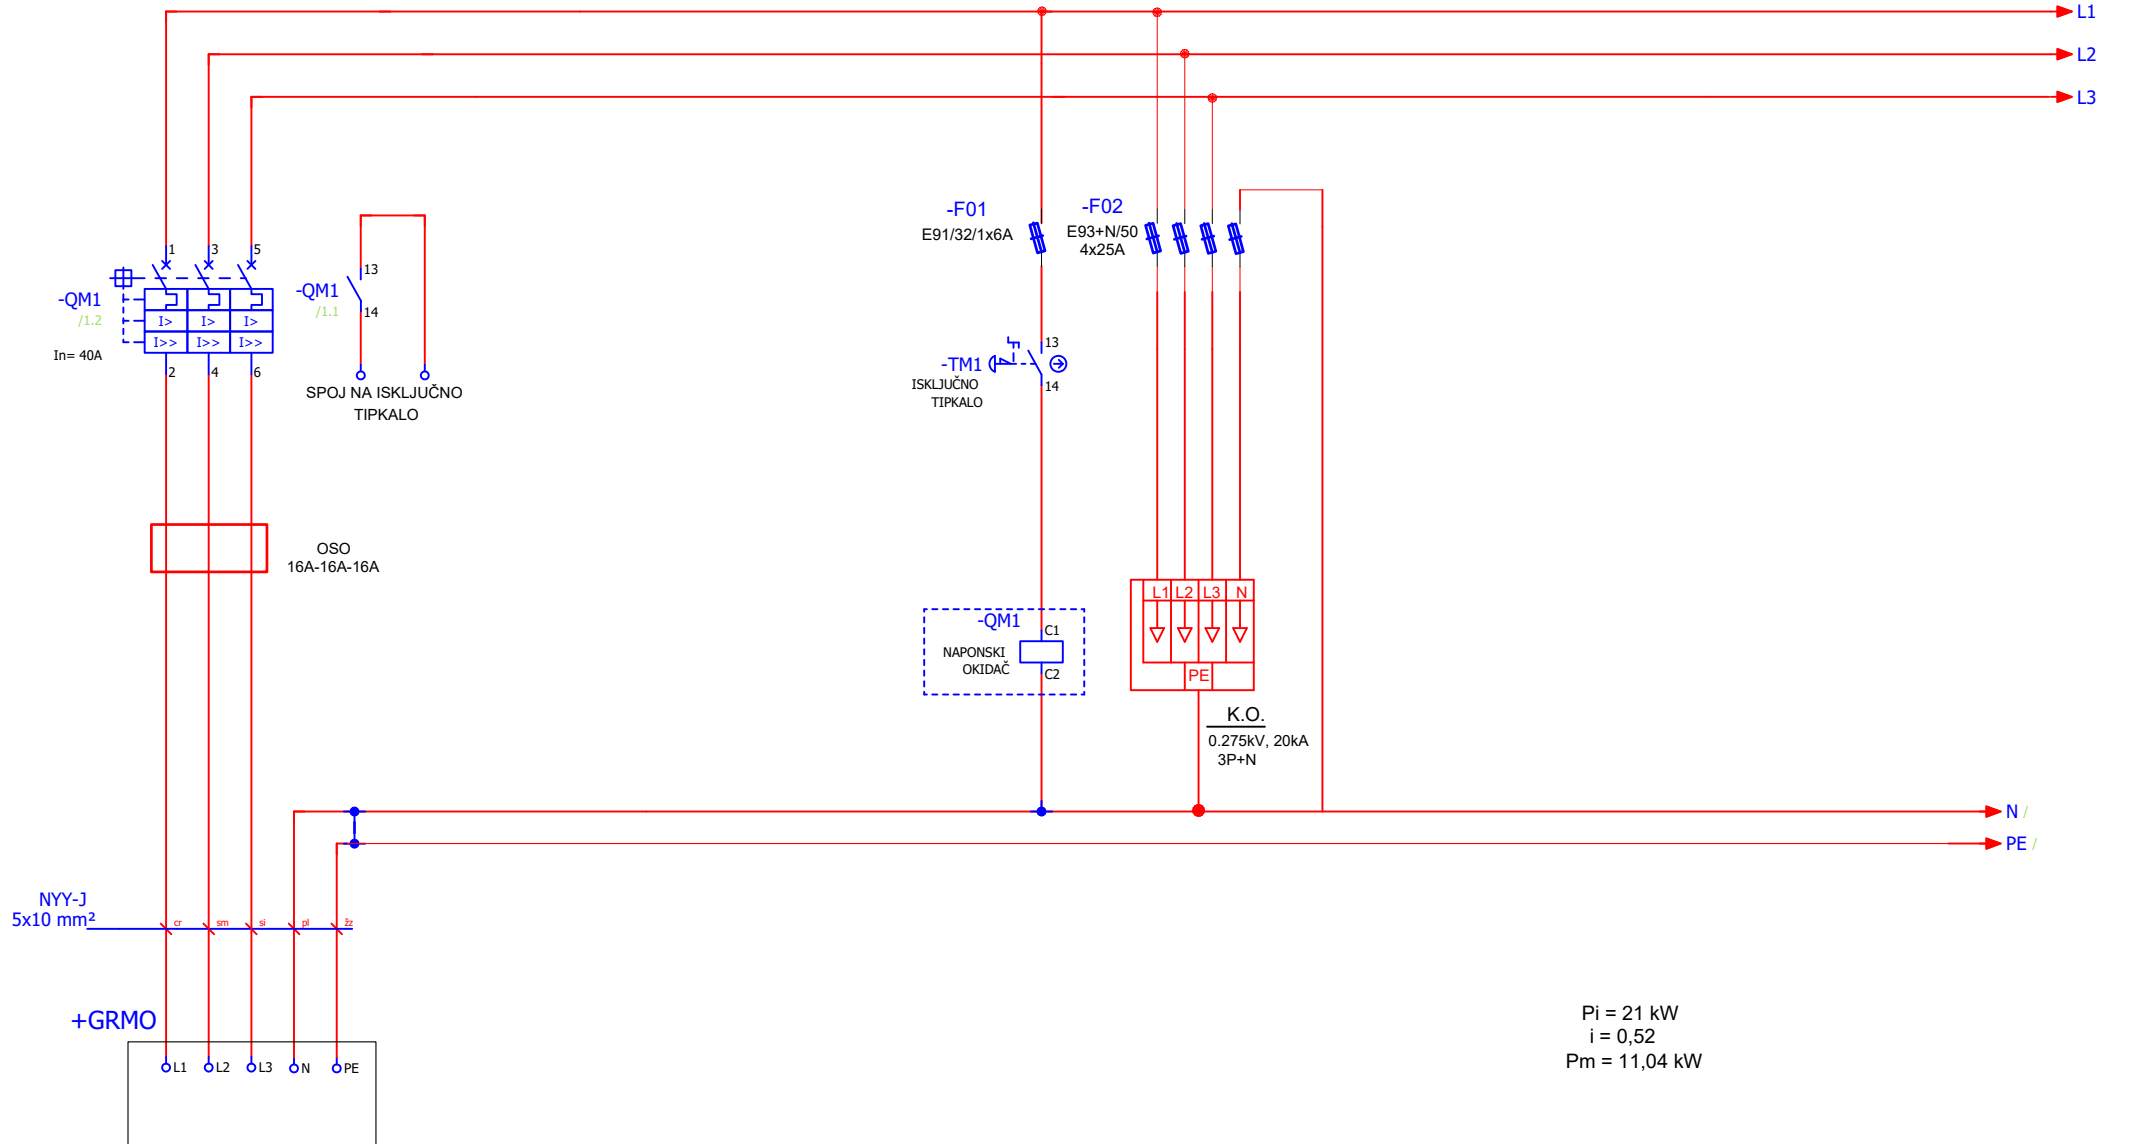 L1
L2
L3
-F01
E91/32/1x6A
-F02
E93+N/50
4x25A
1
3
5
-QM1
/1.2
I>
I>
I>
I>>
I>>
I>>
In= 40A
2
4
6
13
-QM1
/1.1
14
SPOJ NA ISKLJUČNO
TIPKALO
13
-TM1
14
ISKLJUČNO
TIPKALO
OSO
16A-16A-16A
-QM1
C1
NAPONSKI
OKIDAČ
C2
L1
L2
L3
N
PE
K.O.
0.275kV, 20kA
3P+N
N /
PE /
NYY-J
5x10 mm²
cr
sm
si
pl
žz
+GRMO
L1
L2
L3
N
PE
Pi = 21 kW
i = 0,52
Pm = 11,04 kW